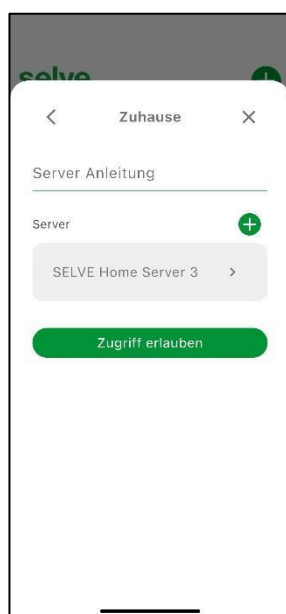 selve
Zuhause
Server Anleitung
Server
SELVE Home Server 3
Zugriff erlauben